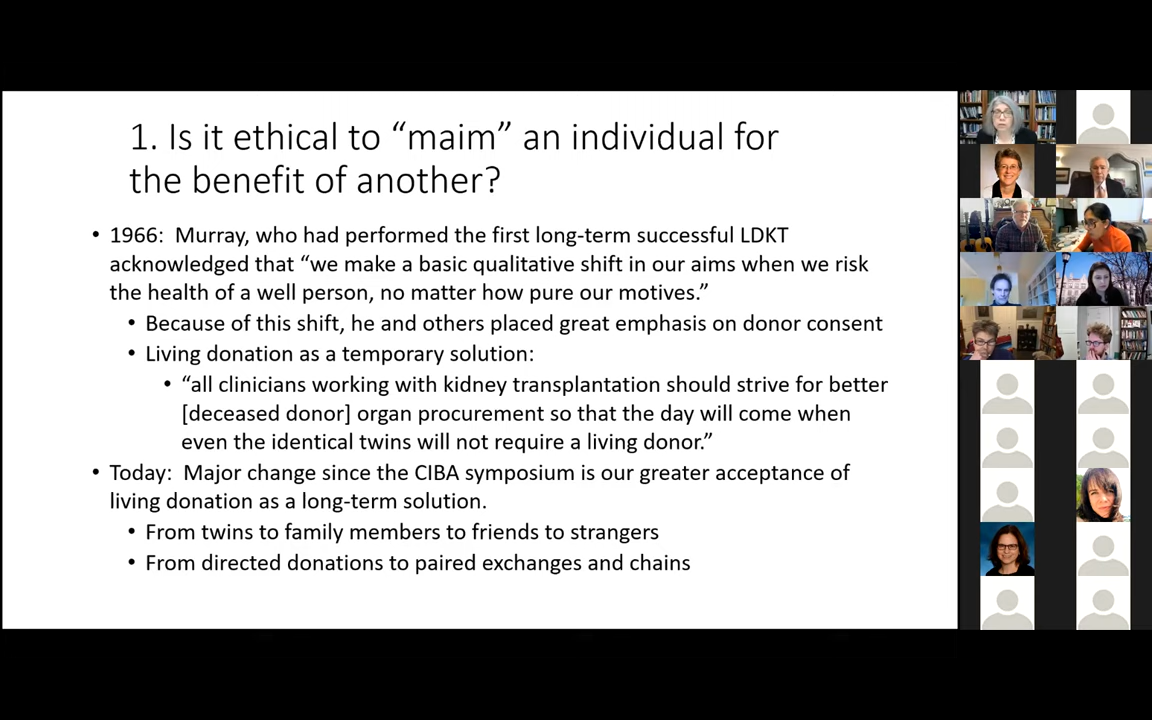 1. Is it ethical to “maim” an individual for
the benefit of another?
• 1966: Murray, who had performed the first long-term successful LDKT
acknowledged that “we make a basic qualitative shift in our aims when we risk
the health of a well person, no matter how pure our motives.”
• Because of this shift, he and others placed great emphasis on donor consent
• Living donation as a temporary solution:
• “all clinicians working with kidney transplantation should strive for better
[deceased donor] organ procurement so that the day will come when
even the identical twins will not require a living donor.”
• Today: Major change since the CIBA symposium is our greater acceptance of
living donation as a long-term solution.
• From twins to family members to friends to strangers
• From directed donations to paired exchanges and chains